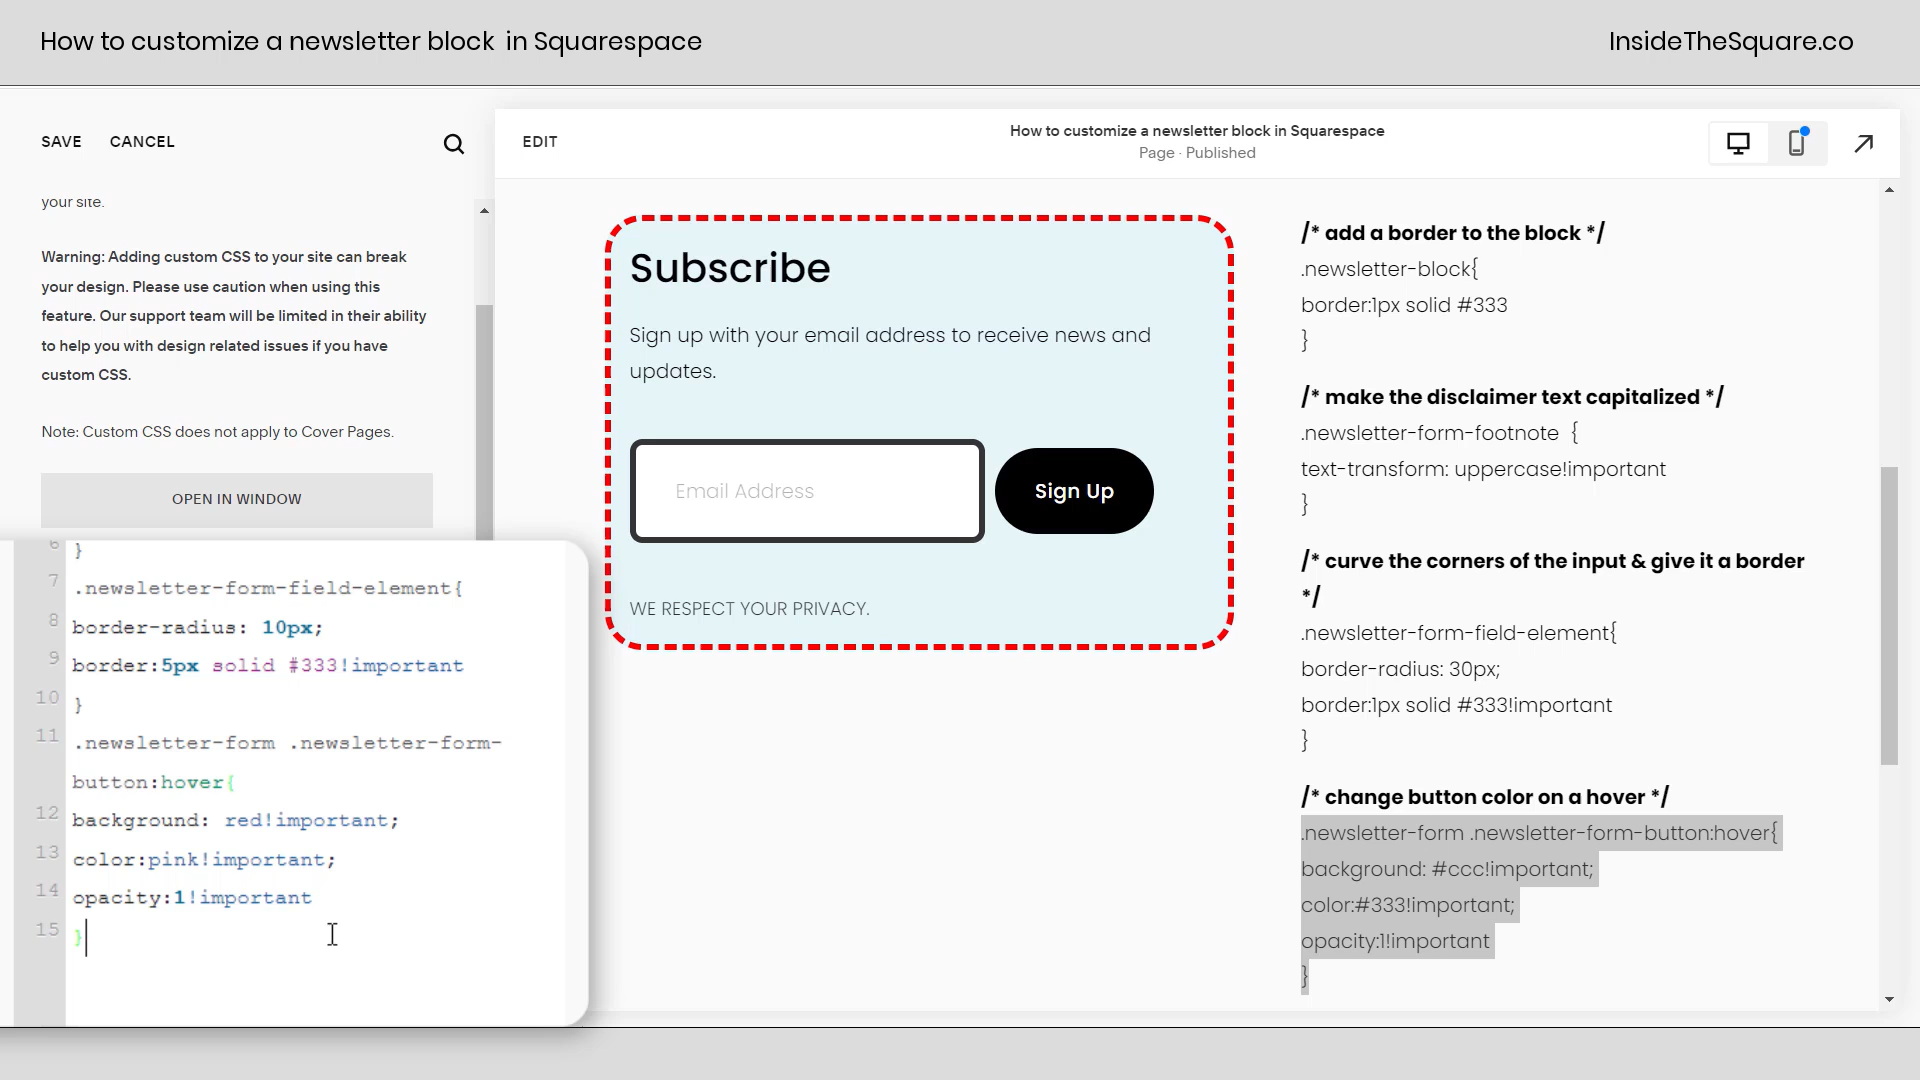 How to customize a newsletter block in Squarespace
InsideTheSquare.co
SAVE CANCEL
your site.
Warning: Adding custom CSS to your site can break
your design. Please use caution when using this
feature. Our support team will be limited in their ability
to help you with design related issues if you have
custom CSS.
Note: Custom CSS does not apply to Cover Pages.
OPEN IN WINDOW
6 }
7 .newsletter-form-field-element{
8 border-radius: 10px;
9 border:5px solid #333!important
10 }
11 .newsletter-form .newsletter-form-
button:hover{
12 background: red!important;
13 color:pink!important;
14 opacity:1!important
15 }
EDIT
How to customize a newsletter block in Squarespace
Page · Published
Subscribe
Sign up with your email address to receive news and
updates.
Email Address
Sign Up
WE RESPECT YOUR PRIVACY.
/* add a border to the block */
.newsletter-block{
border:1px solid #333
}
/* make the disclaimer text capitalized */
.newsletter-form-footnote {
text-transform: uppercase!important
}
/* curve the corners of the input & give it a border
*/
.newsletter-form-field-element{
border-radius: 30px;
border:1px solid #333!important
}
/* change button color on a hover */
.newsletter-form .newsletter-form-button:hover{
background: #ccc!important;
color:#333!important;
opacity:1!important
}